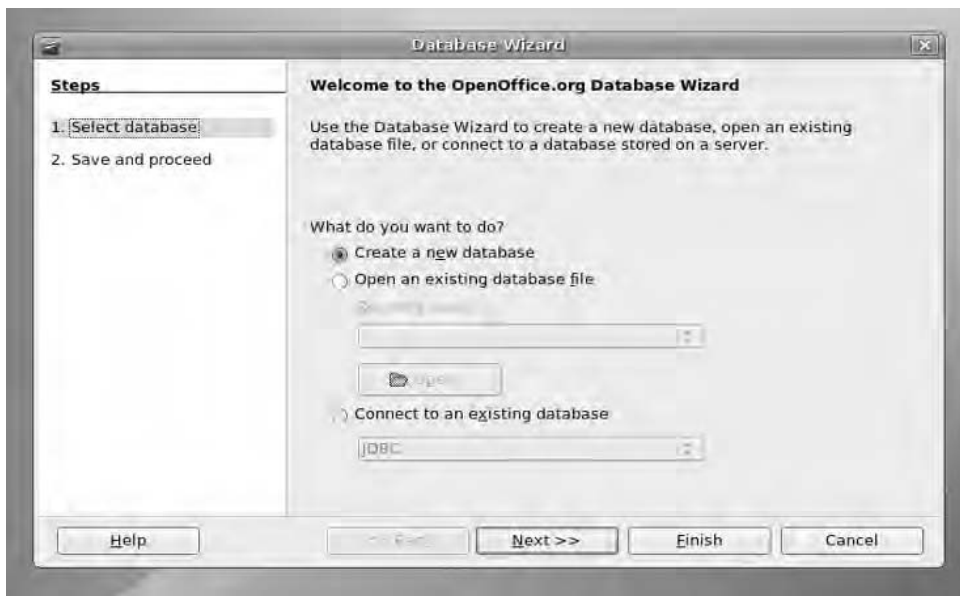 Database Wizard
Steps
1. Select database
2. Save and proceed
Welcome to the OpenOffice.org Database Wizard
Use the Database Wizard to create a new database, open an existing
database file, or connect to a database stored on a server.
What do you want to do?
Create a new database
Open an existing database file
Open
Connect to an existing database
JDBC
Help
Next >>
Finish
Cancel